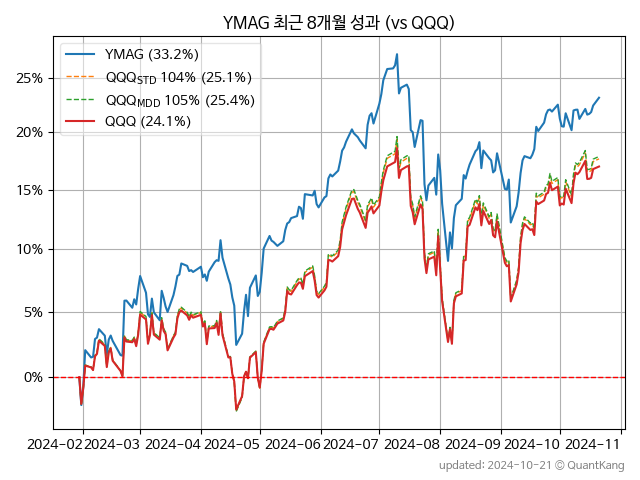 YMAG 최근 8개월 성과 (vs QQQ)
YMAG (33.2%)
QQQSTD 104% (25.1%)
QQQMDD 105% (25.4%)
QQQ (24.1%)
25%
20%
15%
10%
5%
0%
2024-02 2024-03 2024-04 2024-05 2024-06 2024-07 2024-08 2024-09 2024-10 2024-11
updated: 2024-10-21 © QuantKang